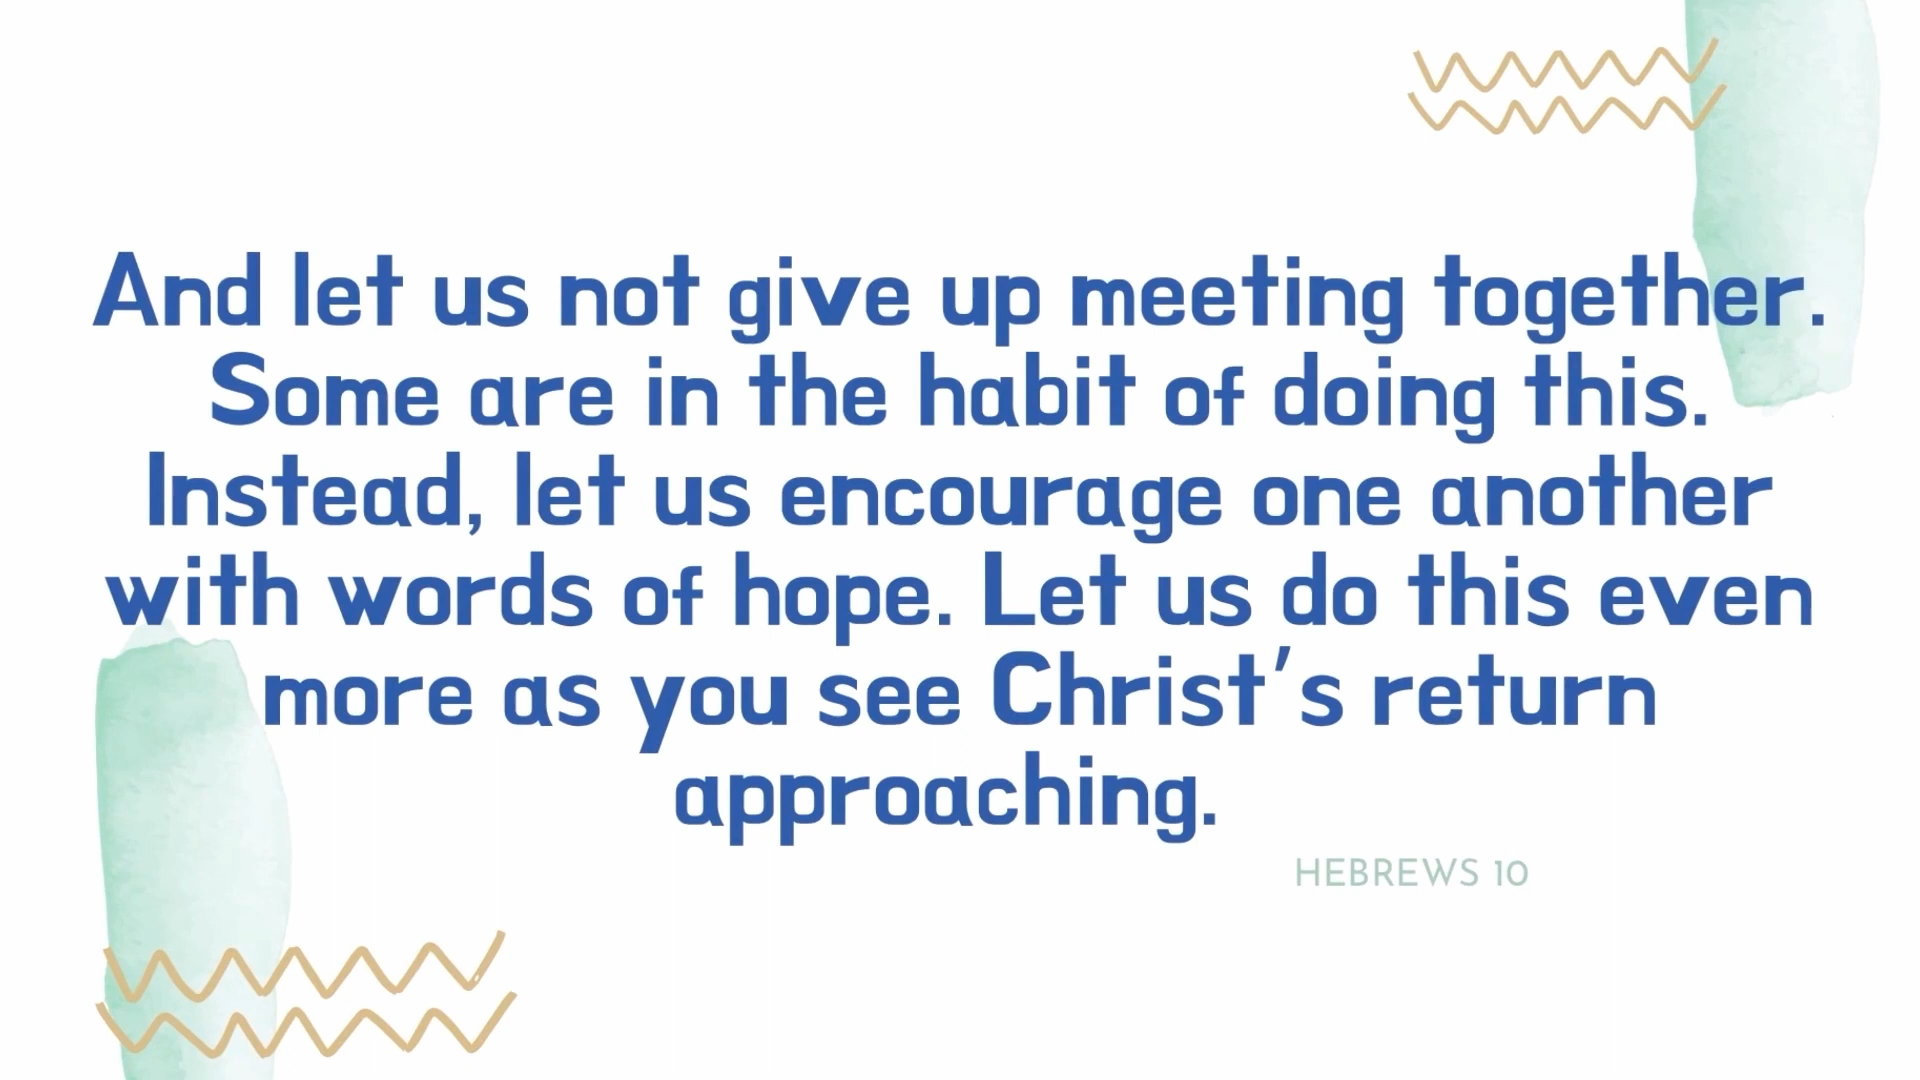 And let us not give up meeting together.
Some are in the habit of doing this.
Instead, let us encourage one another
with words of hope. Let us do this even
more as you see Christ's return
approaching.
HEBREWS 10